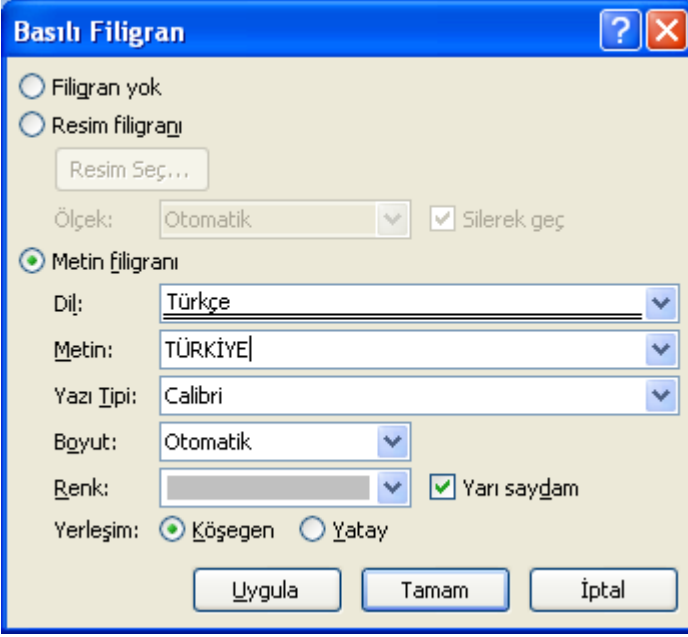 Basılı Filigran
Filigran yok
Resim filigranı
Resim Seç...
Ölçek: Otomatik Silerek geç
Metin filigranı
Dil: Türkçe
Metin: TÜRKİYE
Yazı Tipi: Calibri
Boyut: Otomatik
Renk: Yarı saydam
Yerleşim: Köşegen Yatay
Uygula Tamam İptal